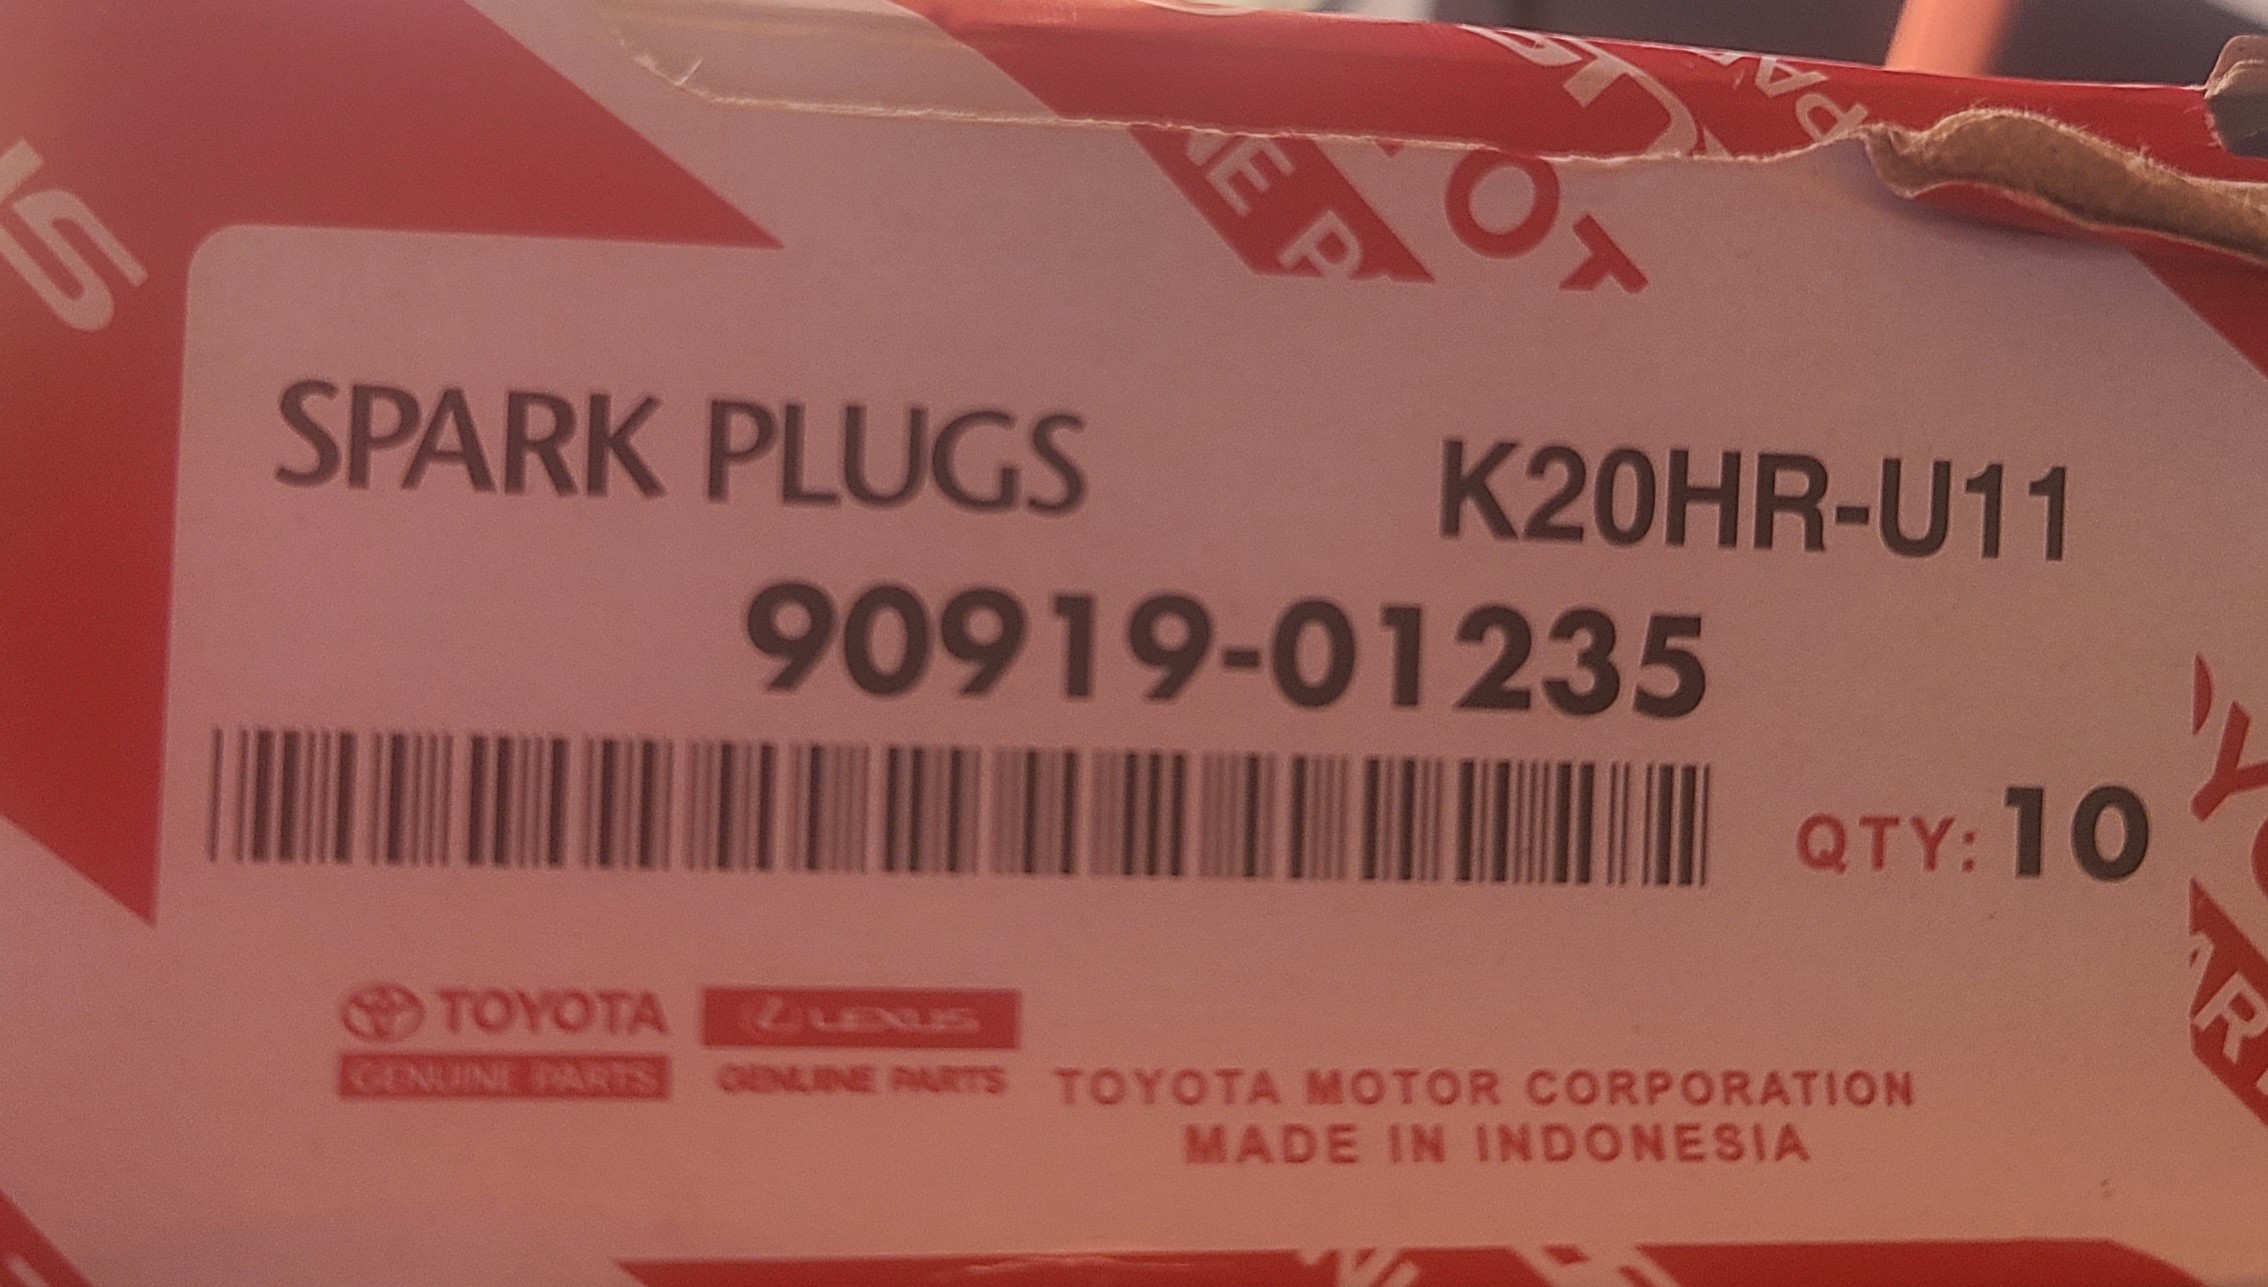 SPARK PLUGS
K20HR-U11
90919-01235
QTY: 10
TOYOTA
GENUINE PARTS
LEXUS
GENUINE PARTS
TOYOTA MOTOR CORPORATION
MADE IN INDONESIA